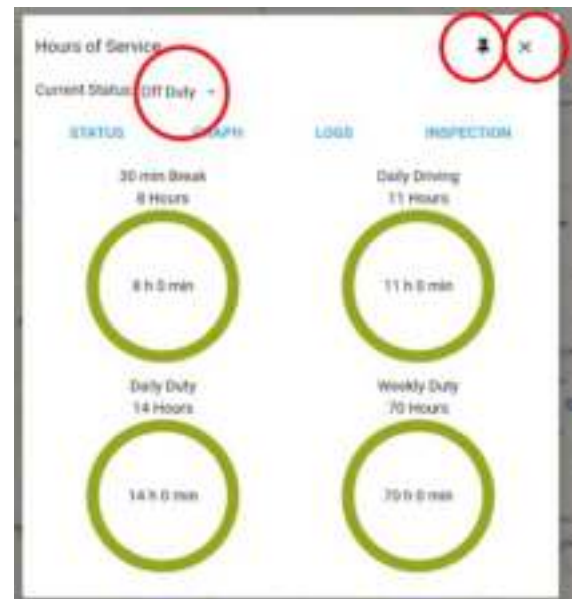 Hours of Service
Current Status: Off Duty
STATUS GRAPH LOGS INSPECTION
30 min Break Daily Driving
8 Hours 11 Hours
8 h 0 min 11 h 0 min
Daily Duty Weekly Duty
14 Hours 70 Hours
14 h 0 min 70 h 0 min